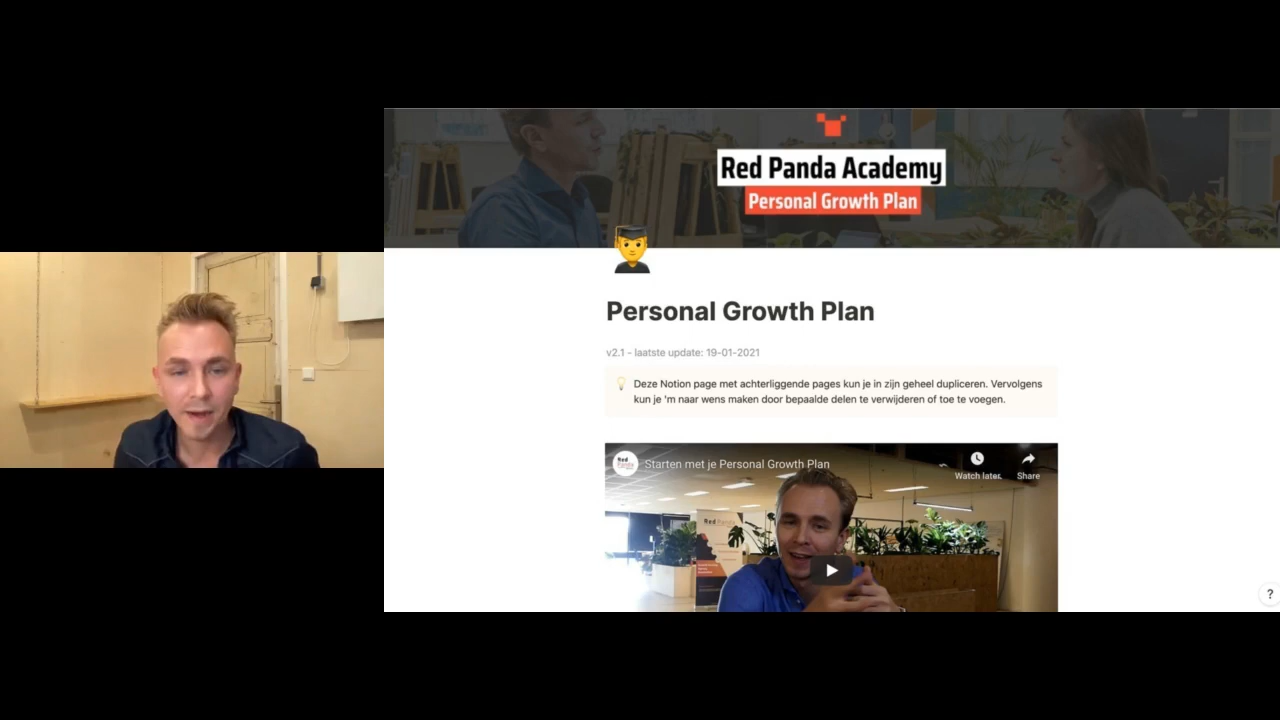 Red Panda Academy
Personal Growth Plan
Personal Growth Plan
v2.1 - laatste update: 19-01-2021
Deze Notion page met achterliggende pages kun je in zijn geheel dupliceren. Vervolgens
kun je 'm naar wens maken door bepaalde delen te verwijderen of toe te voegen.
Starten met je Personal Growth Plan
Watch later
Share
Red Panda
?